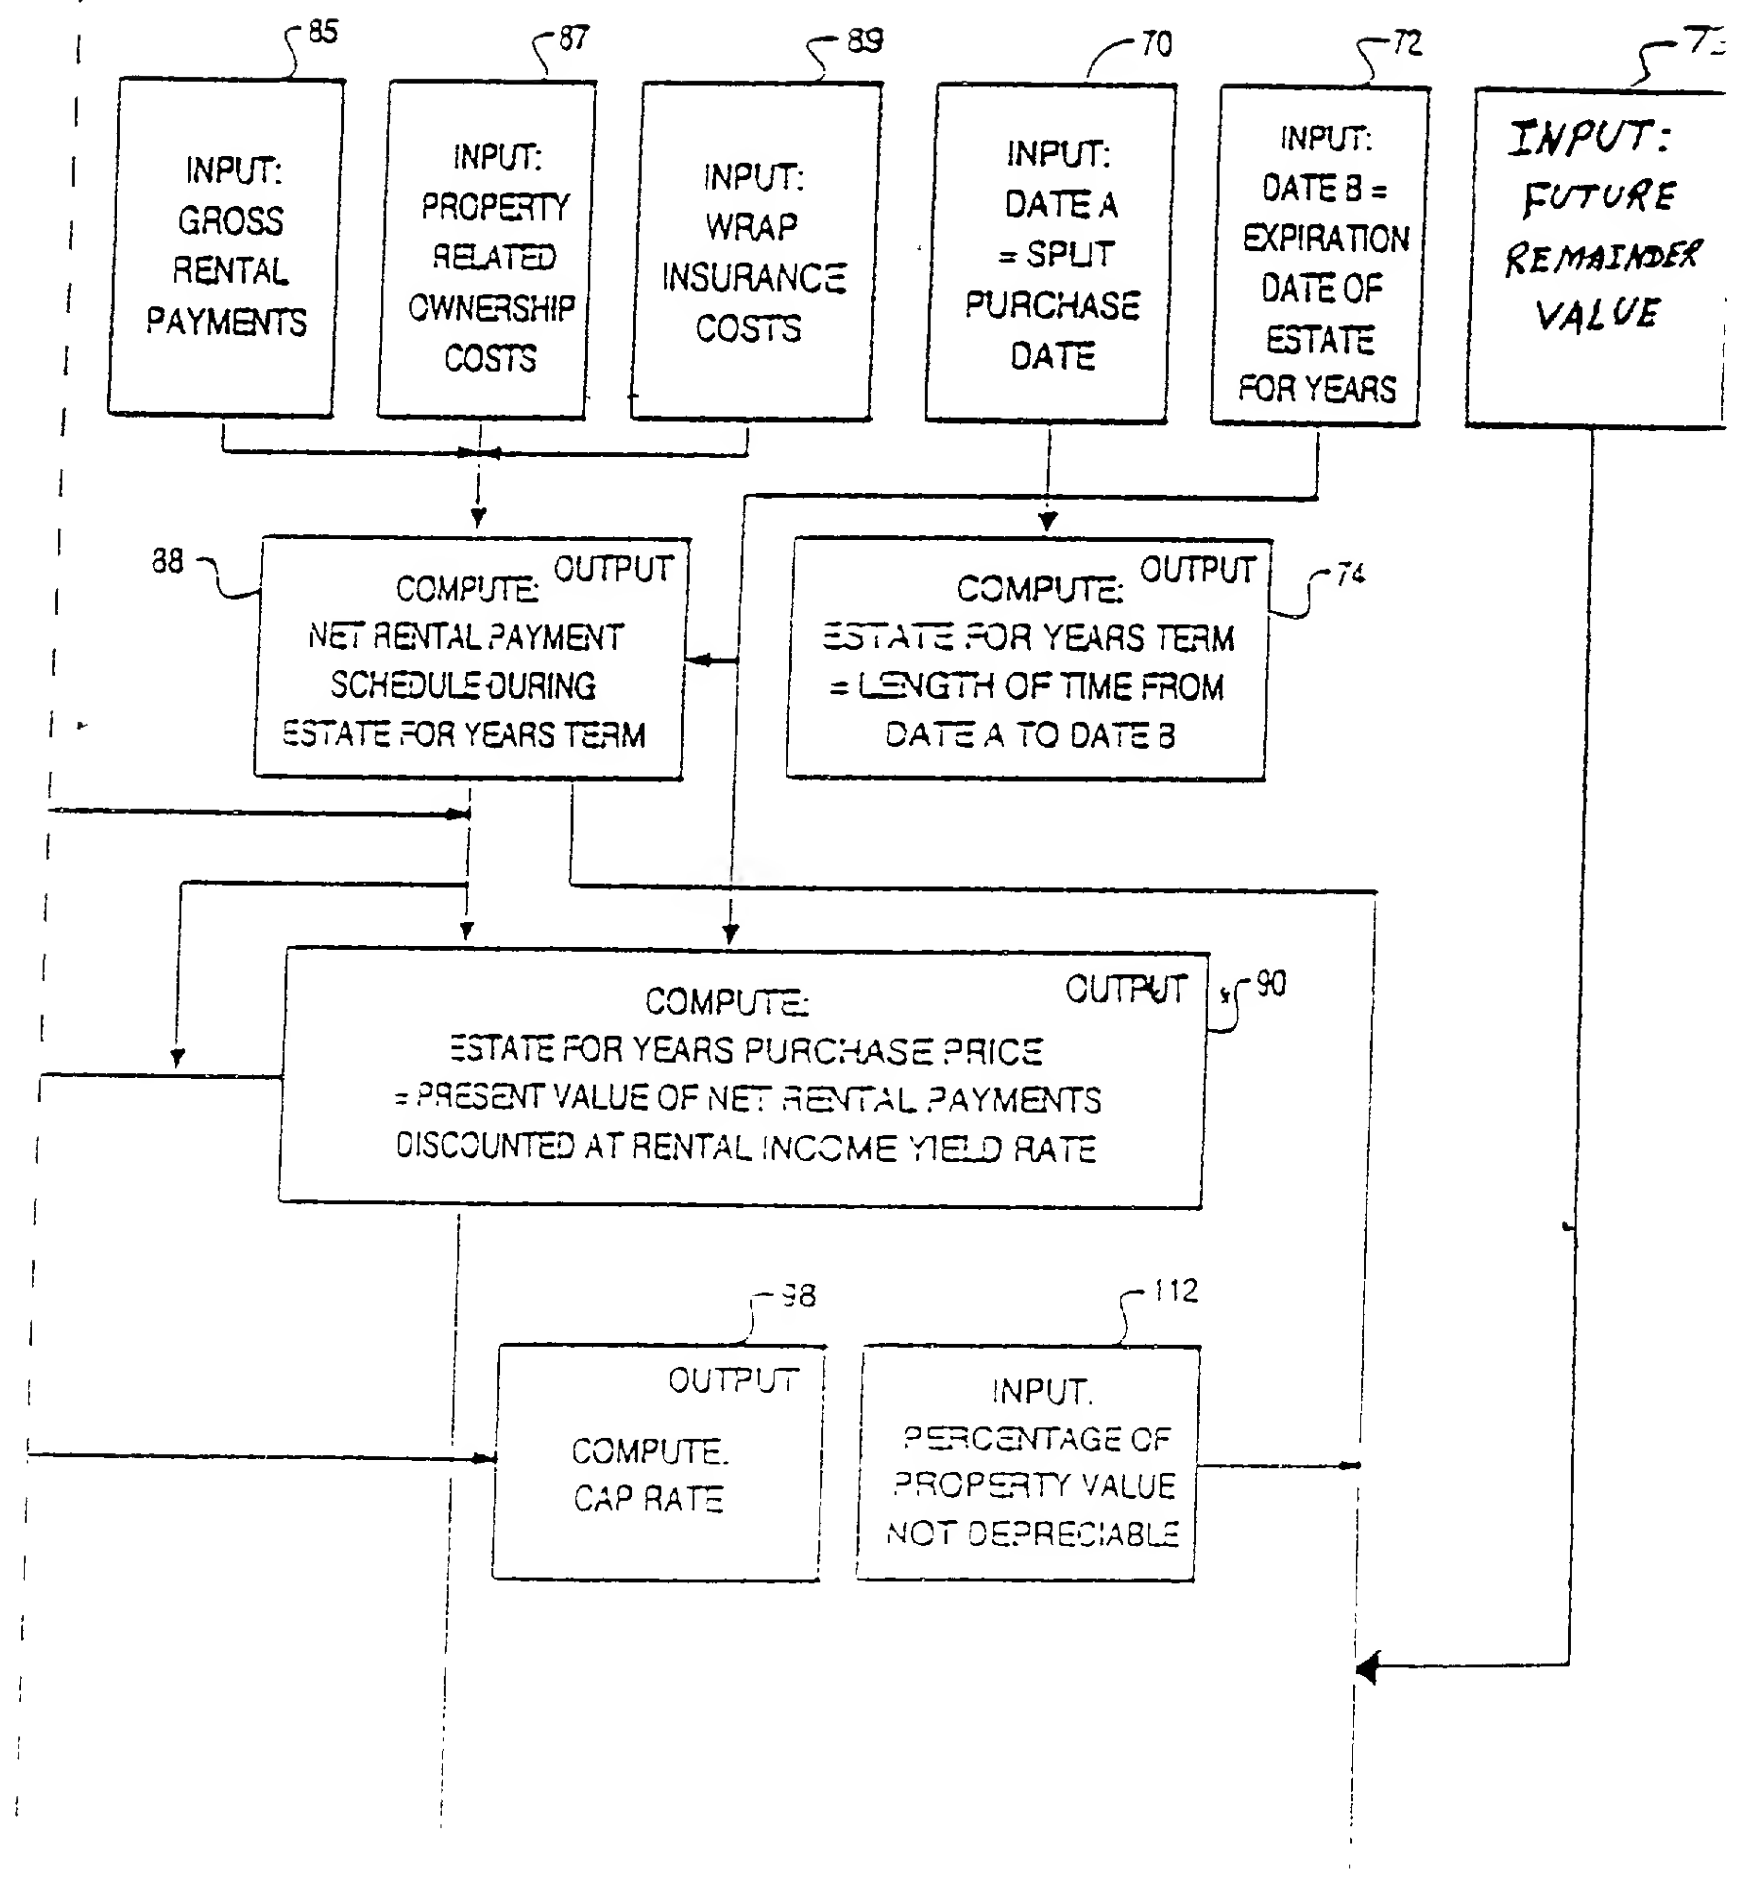 85
87
89
70
72
INPUT:
GROSS
RENTAL
PAYMENTS
INPUT:
PROPERTY
RELATED
OWNERSHIP
COSTS
INPUT:
WRAP
INSURANCE
COSTS
INPUT:
DATE A
= SPLIT
PURCHASE
DATE
INPUT:
DATE B =
EXPIRATION
DATE OF
ESTATE
FOR YEARS
INPUT:
FUTURE
REMAINDER
VALUE
88
OUTPUT
COMPUTE:
NET RENTAL PAYMENT
SCHEDULE DURING
ESTATE FOR YEARS TERM
74
OUTPUT
COMPUTE:
ESTATE FOR YEARS TERM
= LENGTH OF TIME FROM
DATE A TO DATE B
90
OUTPUT
COMPUTE:
ESTATE FOR YEARS PURCHASE PRICE
= PRESENT VALUE OF NET RENTAL PAYMENTS
DISCOUNTED AT RENTAL INCOME YIELD RATE
98
OUTPUT
COMPUTE.
CAP RATE
112
INPUT.
PERCENTAGE OF
PROPERTY VALUE
NOT DEPRECIABLE